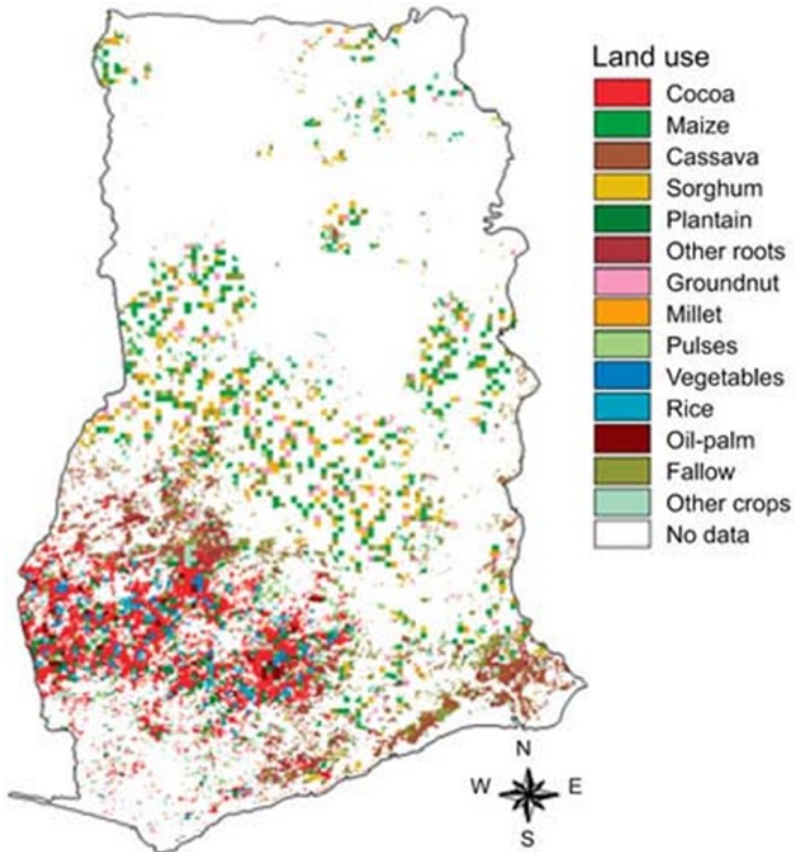 Land use
Cocoa
Maize
Cassava
Sorghum
Plantain
Other roots
Groundnut
Millet
Pulses
Vegetables
Rice
Oil-palm
Fallow
Other crops
No data
N
W E
S